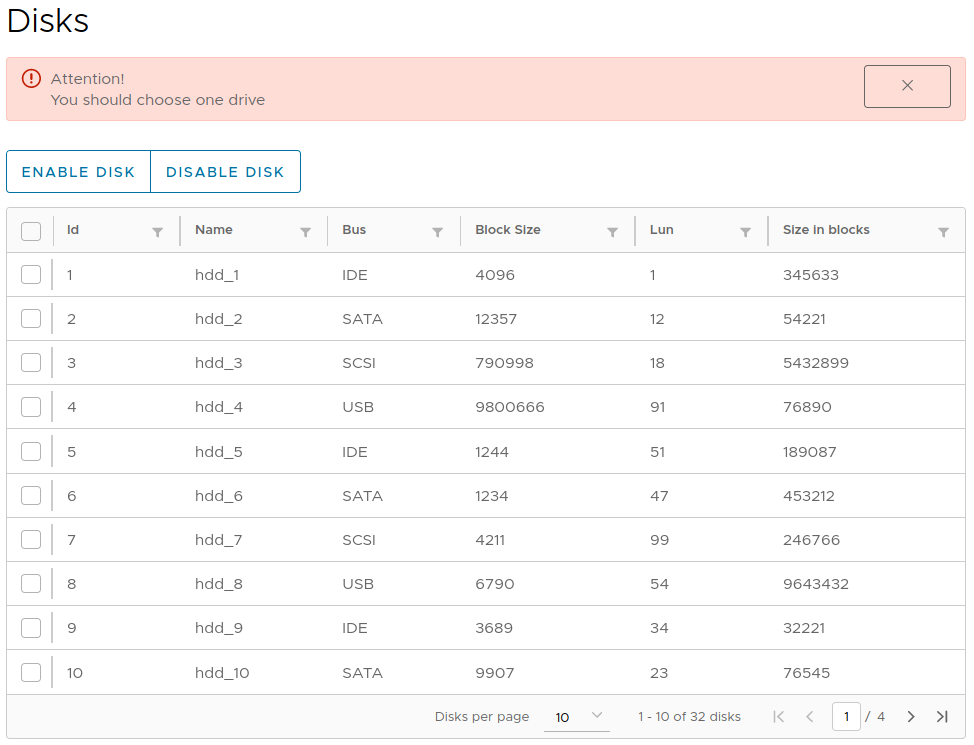 Disks
Attention!
You should choose one drive
ENABLE DISK DISABLE DISK
Id Name Bus Block Size Lun Size in blocks
1 hdd_1 IDE 4096 1 345633
2 hdd_2 SATA 12357 12 54221
3 hdd_3 SCSI 790998 18 5432899
4 hdd_4 USB 9800666 91 76890
5 hdd_5 IDE 1244 51 189087
6 hdd_6 SATA 1234 47 453212
7 hdd_7 SCSI 4211 99 246766
8 hdd_8 USB 6790 54 9643432
9 hdd_9 IDE 3689 34 32221
10 hdd_10 SATA 9907 23 76545
Disks per page 10 1 - 10 of 32 disks 1 / 4